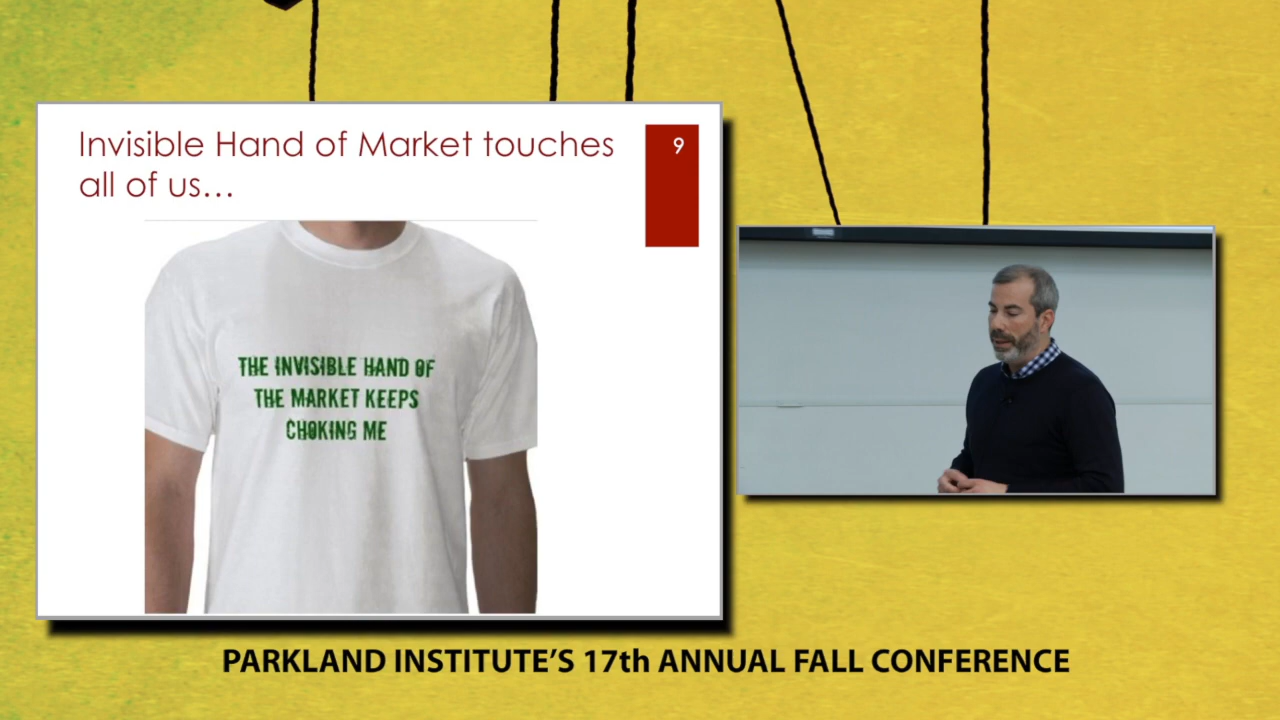 Invisible Hand of Market touches
all of us…
9
THE INVISIBLE HAND OF
THE MARKET KEEPS
CHOKING ME
PARKLAND INSTITUTE'S 17th ANNUAL FALL CONFERENCE